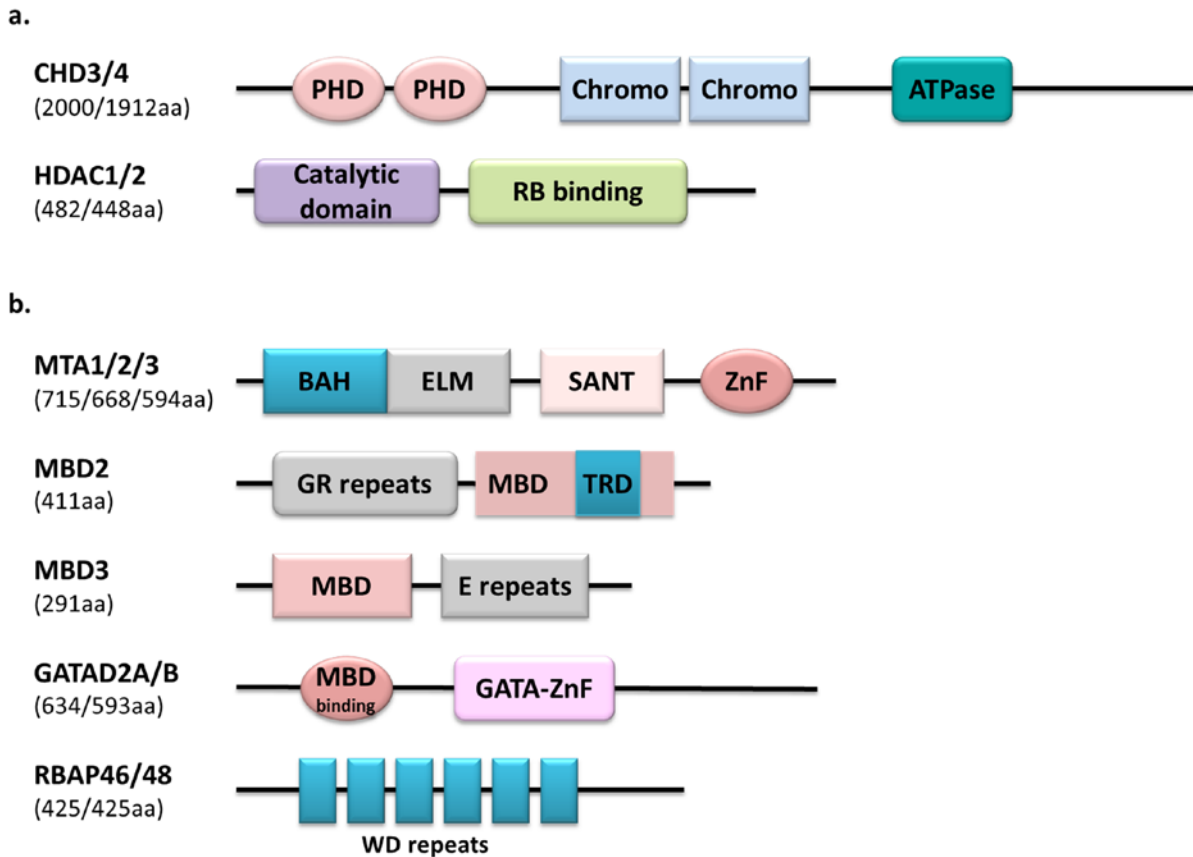 a.
CHD3/4
(2000/1912aa)
PHD
PHD
Chromo
Chromo
ATPase
HDAC1/2
(482/448aa)
Catalytic
domain
RB binding
b.
MTA1/2/3
(715/668/594aa)
BAH
ELM
SANT
ZnF
MBD2
(411aa)
GR repeats
MBD
TRD
MBD3
(291aa)
MBD
E repeats
GATAD2A/B
(634/593aa)
MBD
binding
GATA-ZnF
RBAP46/48
(425/425aa)
WD repeats